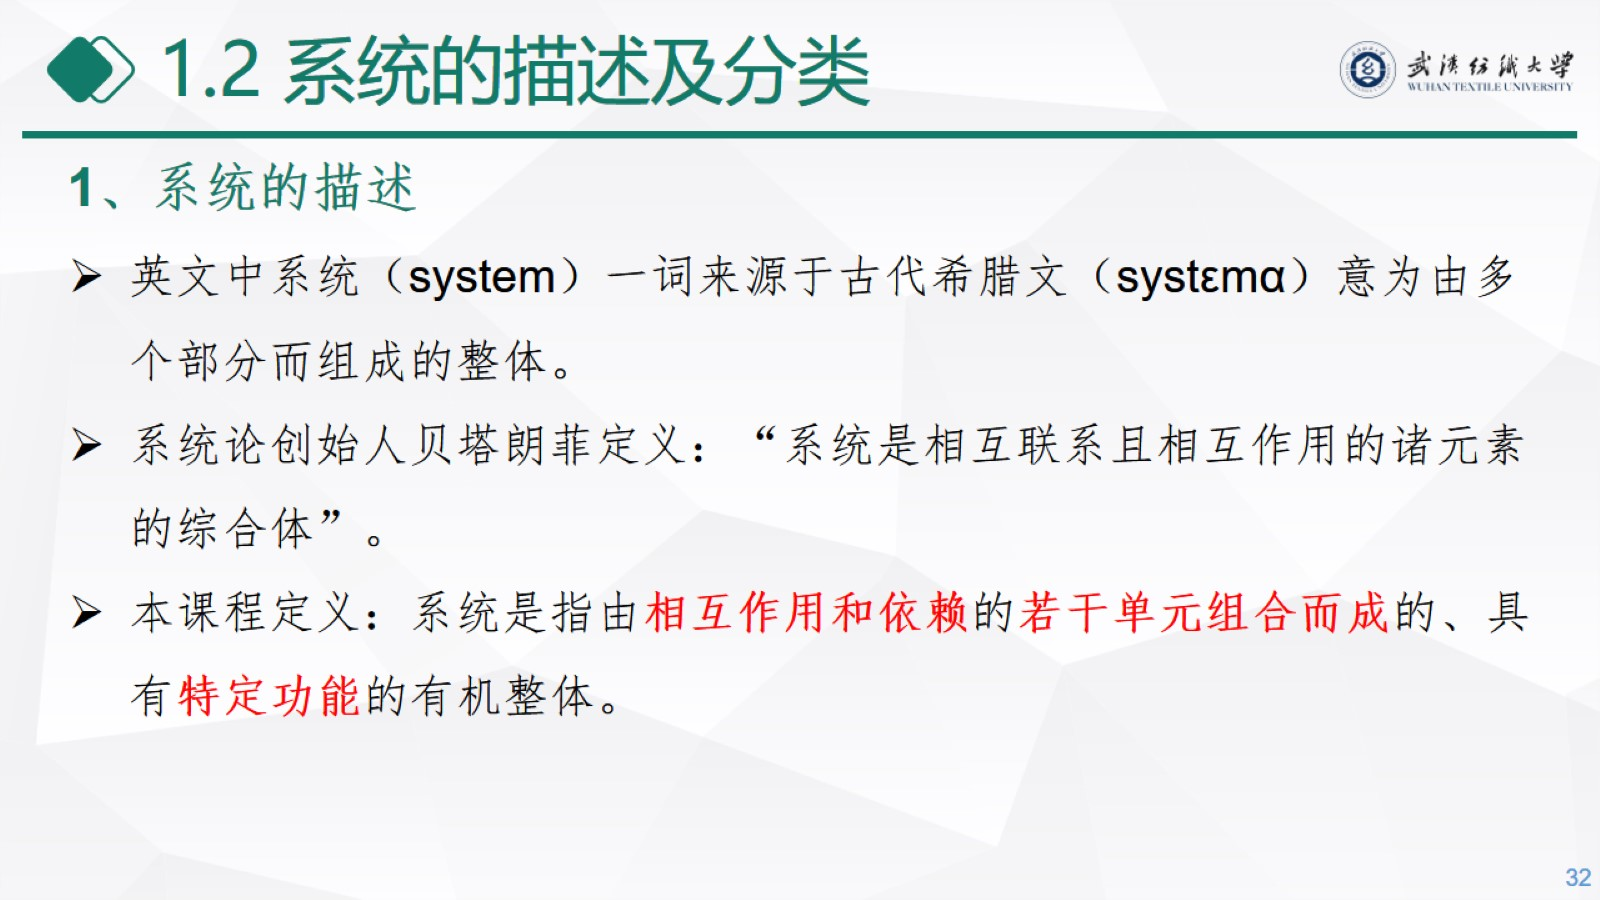 1.2 系统的描述及分类
武汉纺织大学
WUHAN TEXTILE UNIVERSITY
1、系统的描述
➢ 英文中系统（system）一词来源于古代希腊文（systεmα）意为由多
个部分而组成的整体。
➢ 系统论创始人贝塔朗菲定义：“系统是相互联系且相互作用的诸元素
的综合体”。
➢ 本课程定义：系统是指由相互作用和依赖的若干单元组合而成的、具
有特定功能的有机整体。
32